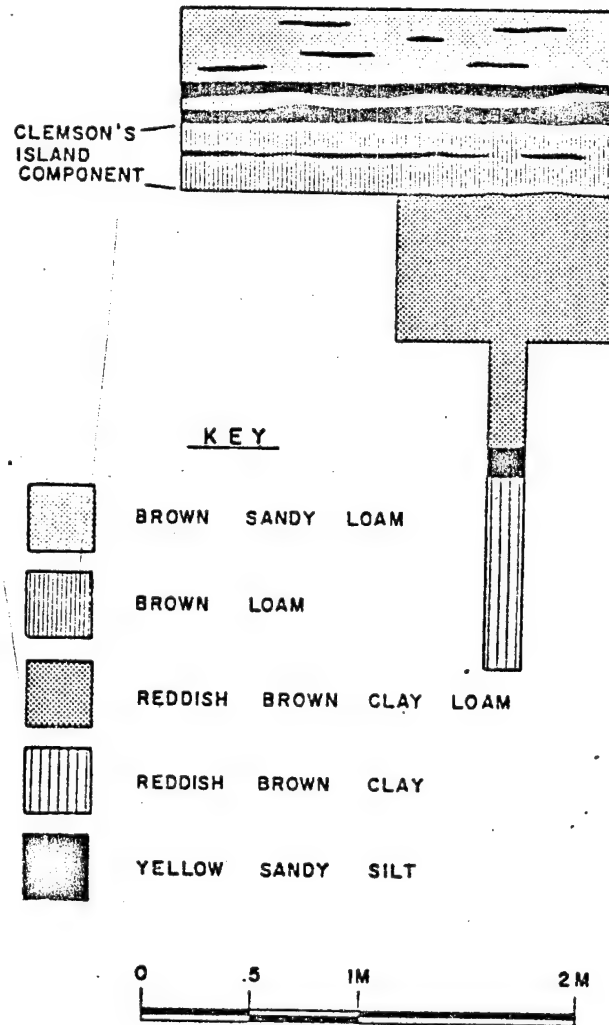 CLEMSON'S
ISLAND
COMPONENT
KEY
BROWN SANDY LOAM
BROWN LOAM
REDDISH BROWN CLAY LOAM
REDDISH BROWN CLAY
YELLOW SANDY SILT
0 .5 1M 2M